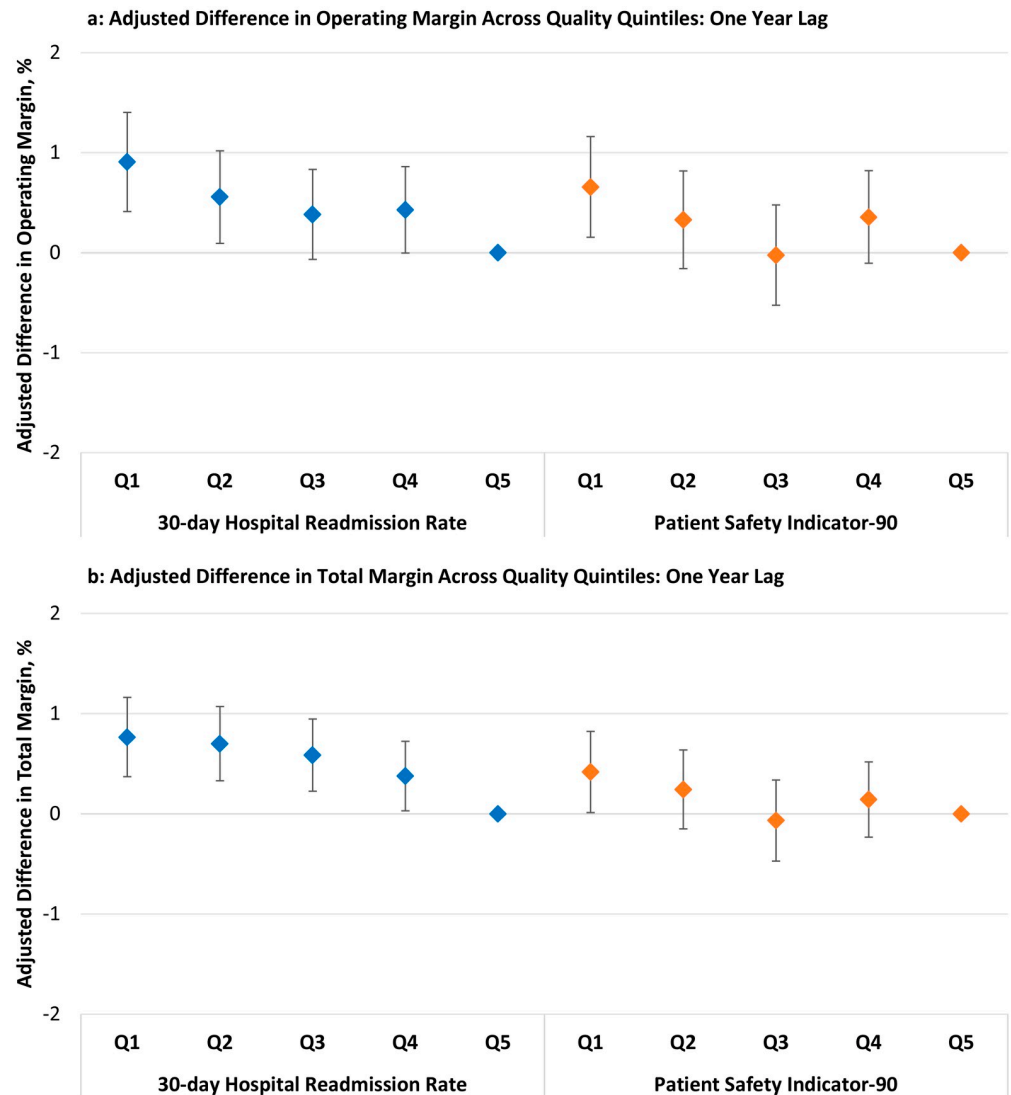 a: Adjusted Difference in Operating Margin Across Quality Quintiles: One Year Lag
Adjusted Difference in Operating Margin, %
2
1
0
-1
-2
Q1 Q2 Q3 Q4 Q5 Q1 Q2 Q3 Q4 Q5
30-day Hospital Readmission Rate Patient Safety Indicator-90
b: Adjusted Difference in Total Margin Across Quality Quintiles: One Year Lag
Adjusted Difference in Total Margin, %
2
1
0
-1
-2
Q1 Q2 Q3 Q4 Q5 Q1 Q2 Q3 Q4 Q5
30-day Hospital Readmission Rate Patient Safety Indicator-90